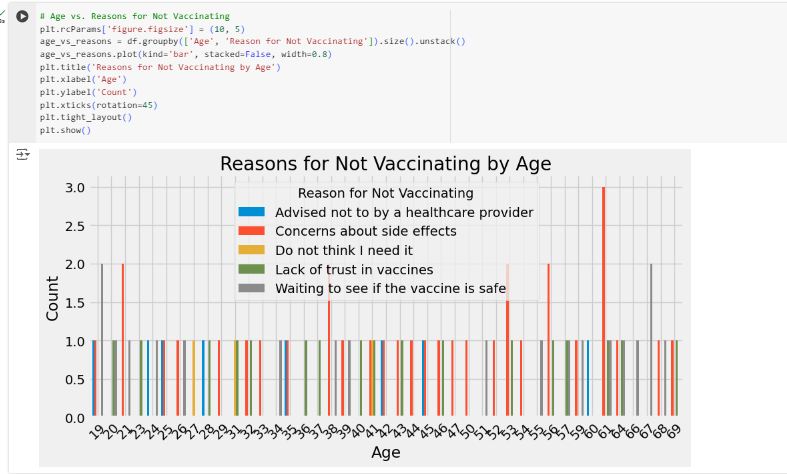 # Age vs. Reasons for Not Vaccinating
plt.rcParams['figure.figsize'] = (10, 5)
age_vs_reasons = df.groupby(['Age', 'Reason for Not Vaccinating']).size().unstack()
age_vs_reasons.plot(kind='bar', stacked=False, width=0.8)
plt.title('Reasons for Not Vaccinating by Age')
plt.xlabel('Age')
plt.ylabel('Count')
plt.xticks(rotation=45)
plt.tight_layout()
plt.show()
Reasons for Not Vaccinating by Age
Reason for Not Vaccinating
Advised not to by a healthcare provider
Concerns about side effects
Do not think I need it
Lack of trust in vaccines
Waiting to see if the vaccine is safe
3.0
2.5
2.0
1.5
1.0
0.5
0.0
Count
19 20 21 23 24 25 26 27 28 29 31 32 33 34 35 36 37 38 39 40 41 42 43 44 45 46 47 50 51 52 53 54 55 56 57 59 60 61 64 66 67 68 69
Age